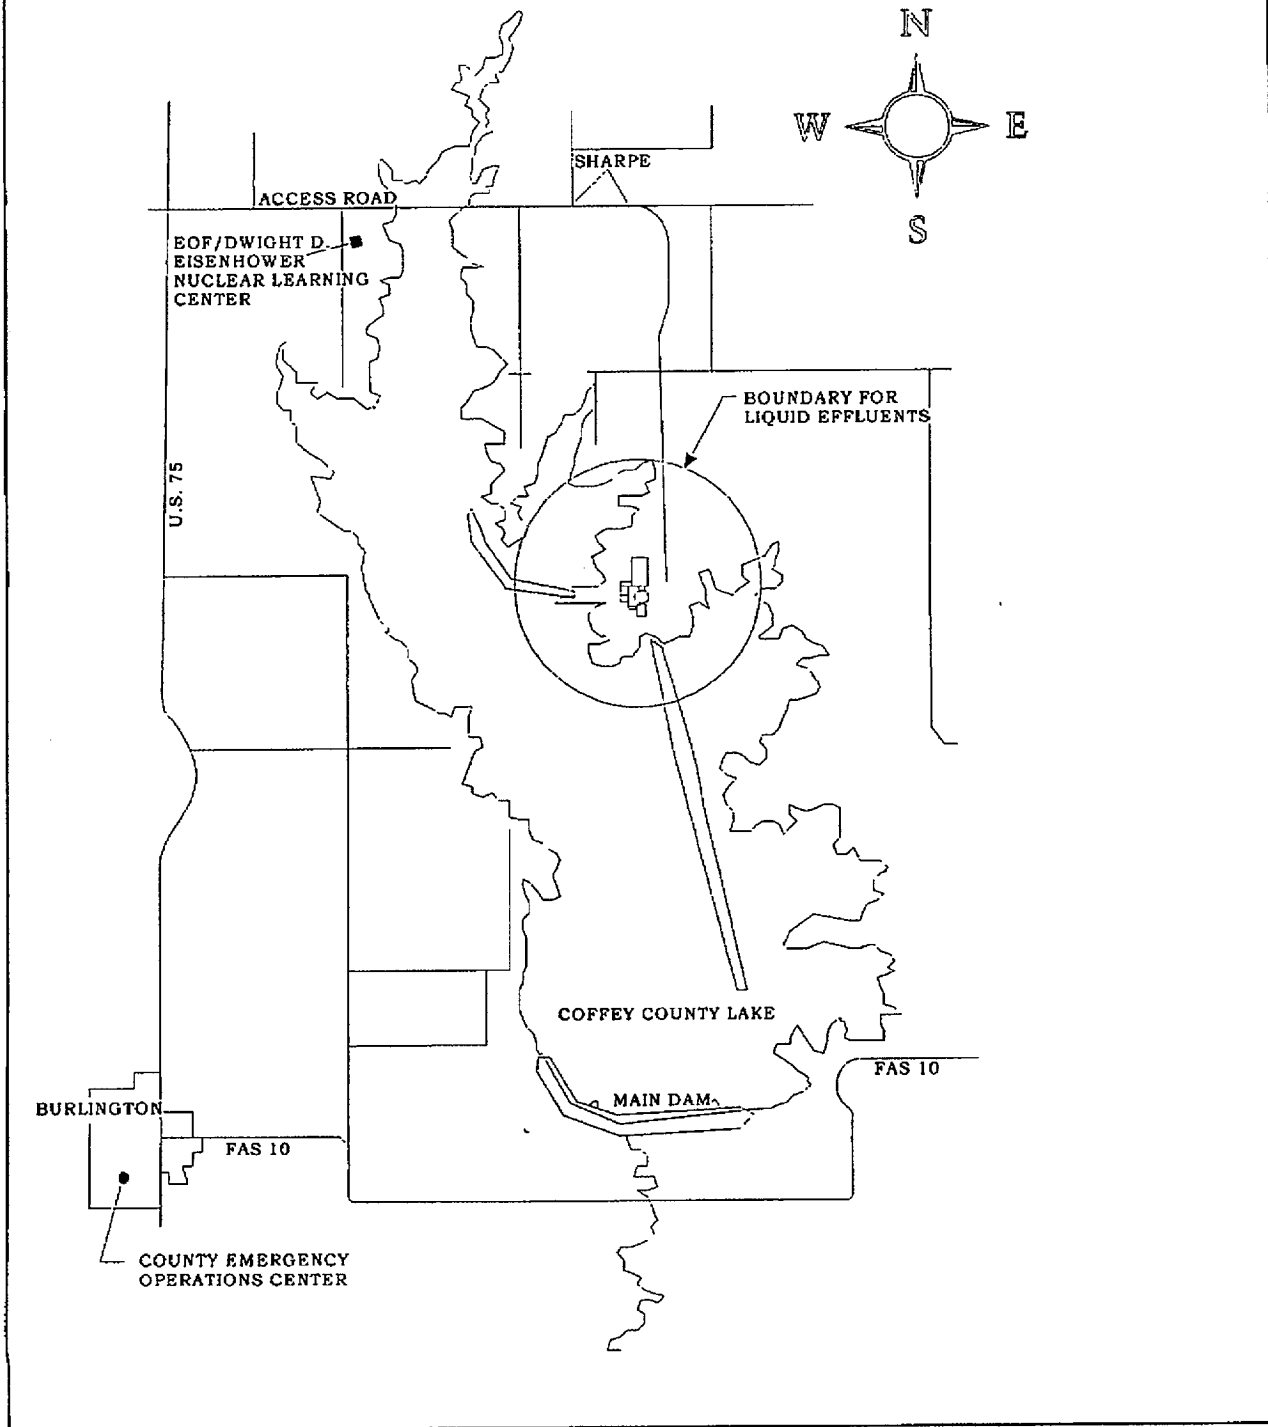 N
W
E
S
SHARPE
ACCESS ROAD
EOF/DWIGHT D.
EISENHOWER
NUCLEAR LEARNING
CENTER
BOUNDARY FOR
LIQUID EFFLUENTS
U.S. 75
COFFEY COUNTY LAKE
FAS 10
MAIN DAM
BURLINGTON
FAS 10
COUNTY EMERGENCY
OPERATIONS CENTER